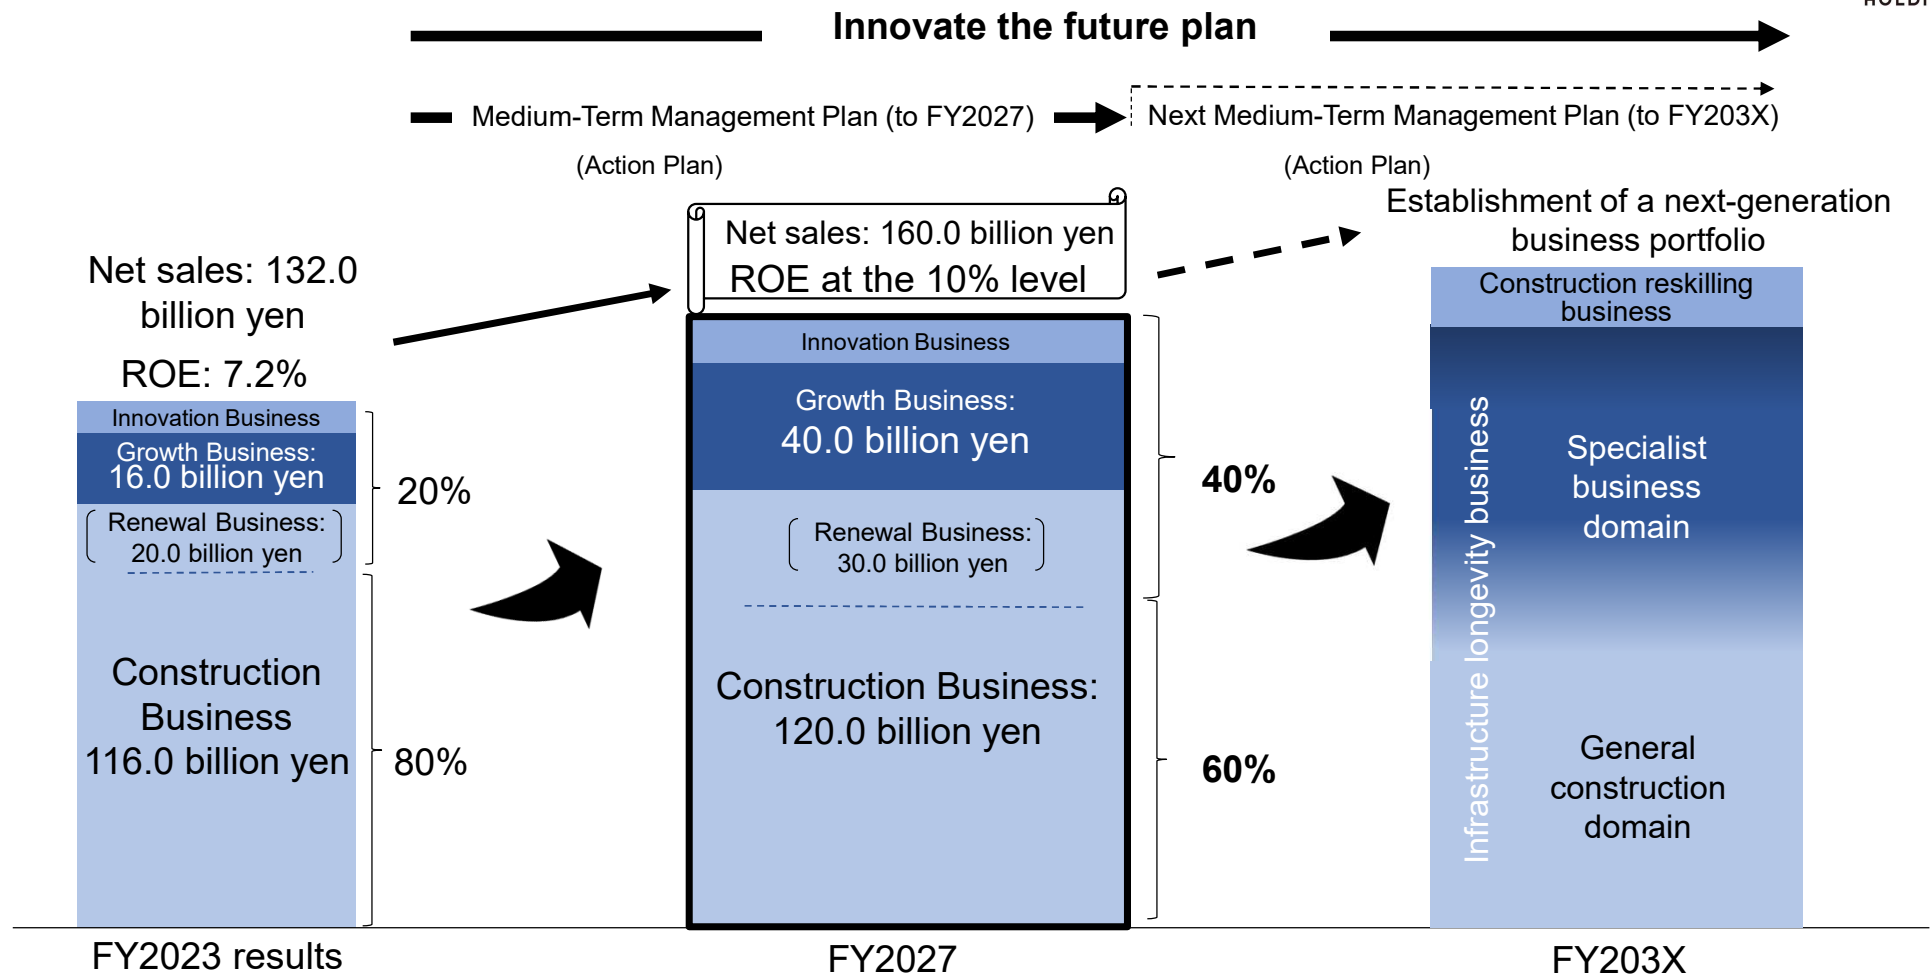 Innovate the future plan
Medium-Term Management Plan (to FY2027)
Next Medium-Term Management Plan (to FY203X)
(Action Plan)
(Action Plan)
Net sales: 132.0
billion yen
ROE: 7.2%
Innovation Business
Growth Business:
16.0 billion yen
Renewal Business:
20.0 billion yen
Construction
Business
116.0 billion yen
20%
80%
FY2023 results
Net sales: 160.0 billion yen
ROE at the 10% level
Innovation Business
Growth Business:
40.0 billion yen
Renewal Business:
30.0 billion yen
Construction Business:
120.0 billion yen
40%
60%
FY2027
Establishment of a next-generation
business portfolio
Construction reskilling
business
Infrastructure longevity business
Specialist
business
domain
General
construction
domain
FY203X